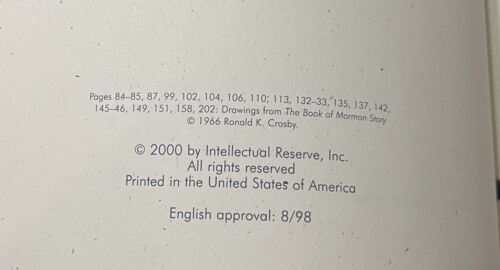 Pages 84–85, 87, 99, 102, 104, 106, 110; 113, 132–33, 135, 137, 142,
145–46, 149, 151, 158, 202: Drawings from The Book of Mormon Story
© 1966 Ronald K. Crosby.
© 2000 by Intellectual Reserve, Inc.
All rights reserved
Printed in the United States of America
English approval: 8/98